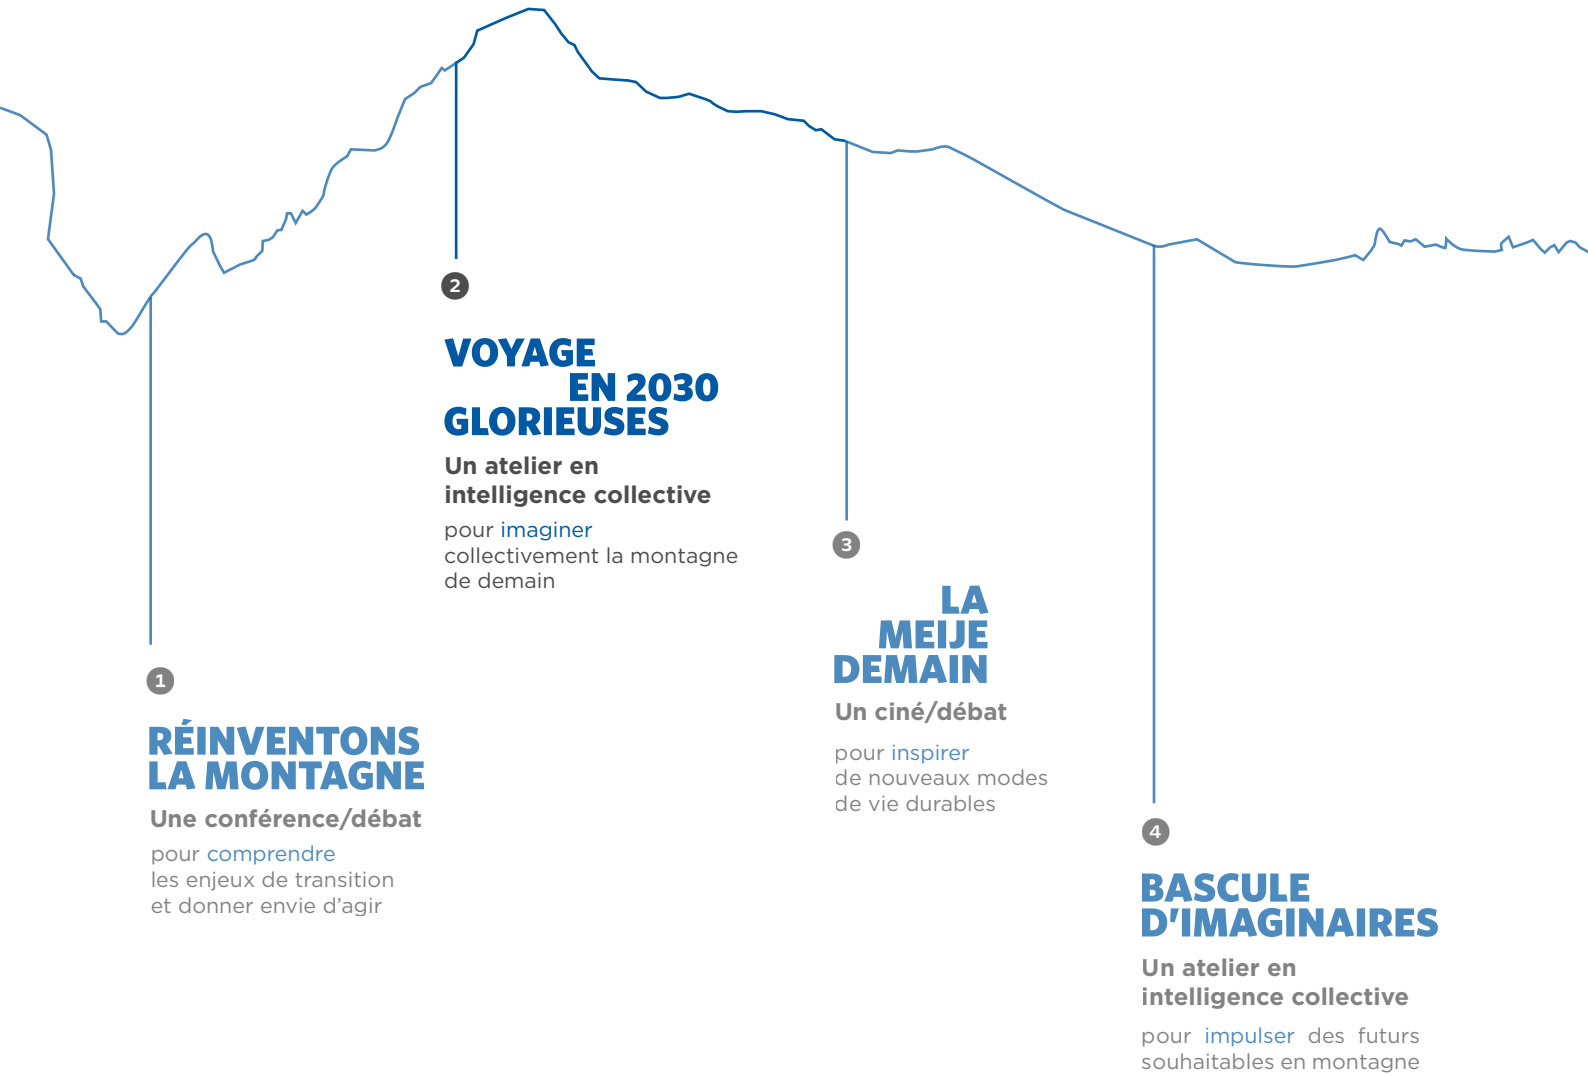 1
RÉINVENTONS
LA MONTAGNE
Une conférence/débat
pour comprendre
les enjeux de transition
et donner envie d’agir
2
VOYAGE
EN 2030
GLORIEUSES
Un atelier en
intelligence collective
pour imaginer
collectivement la montagne
de demain
3
LA
MEIJE
DEMAIN
Un ciné/débat
pour inspirer
de nouveaux modes
de vie durables
4
BASCULE
D'IMAGINAIRES
Un atelier en
intelligence collective
pour impulser des futurs
souhaitables en montagne